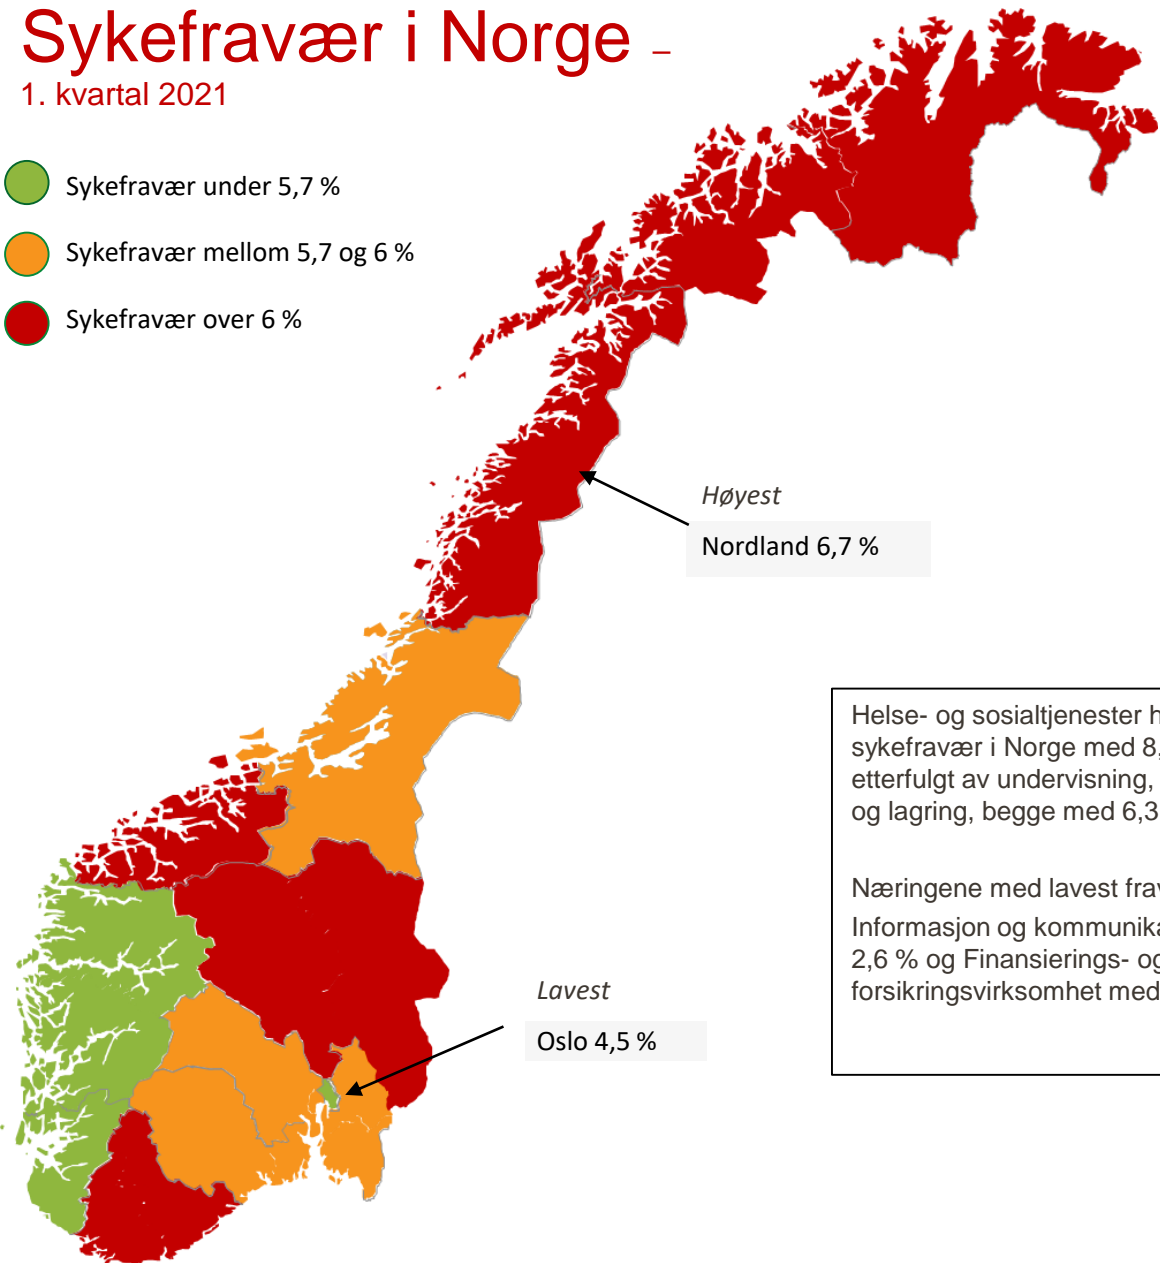 Sykefravær i Norge –
1. kvartal 2021
Sykefravær under 5,7 %
Sykefravær mellom 5,7 og 6 %
Sykefravær over 6 %
Høyest
Nordland 6,7 %
Helse- og sosialtjenester h
sykefravær i Norge med 8,
etterfulgt av undervisning,
og lagring, begge med 6,3
Næringene med lavest frav
Informasjon og kommunika
2,6 % og Finansierings- og
forsikringsvirksomhet med
Lavest
Oslo 4,5 %